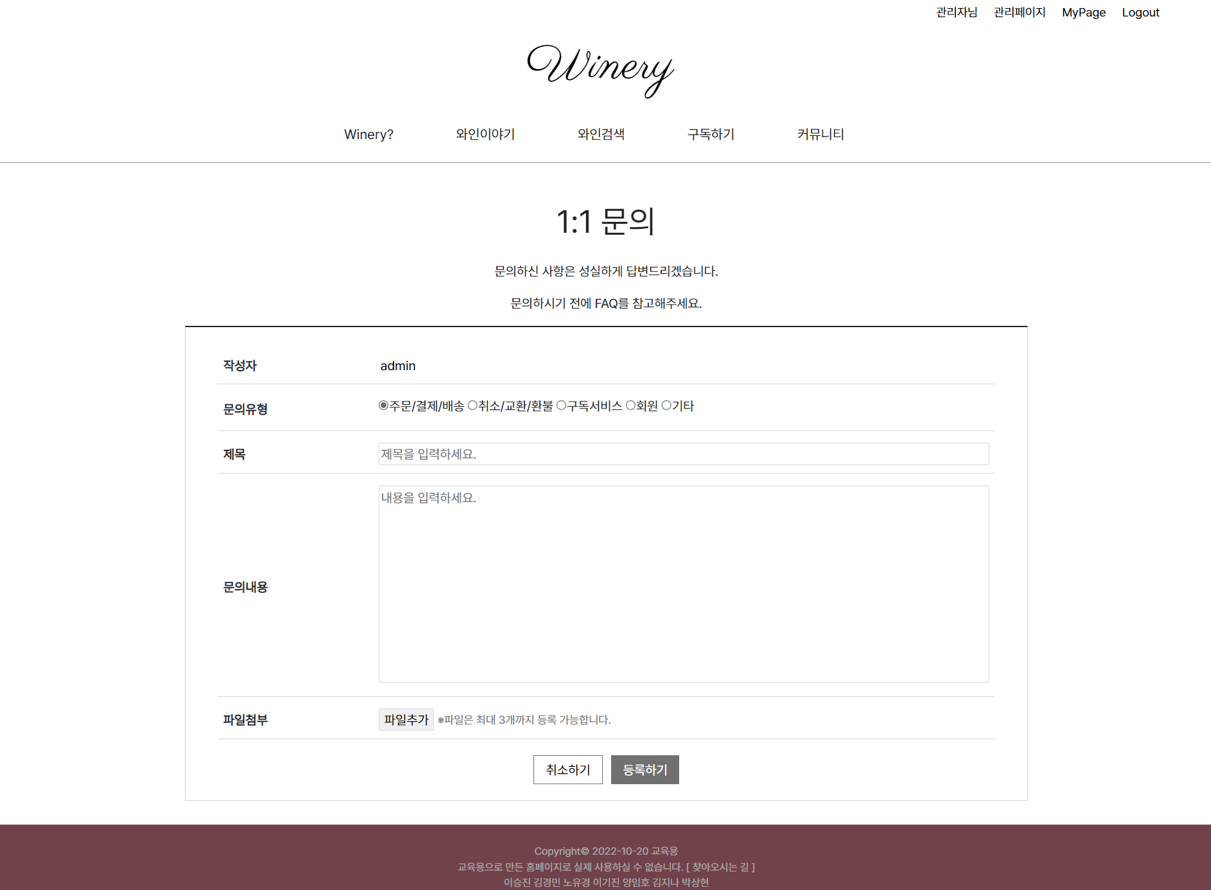 관리자님 관리페이지 MyPage Logout
Winery
Winery? 와인이야기 와인검색 구독하기 커뮤니티
1:1 문의
문의하신 사항은 성실하게 답변드리겠습니다.
문의하시기 전에 FAQ를 참고해주세요.
작성자 admin
문의유형 주문/결제/배송 취소/교환/환불 구독서비스 회원 기타
제목 제목을 입력하세요.
내용을 입력하세요.
문의내용
파일첨부 파일추가 ※파일은 최대 3개까지 등록 가능합니다.
취소하기 등록하기
Copyright© 2022-10-20 교육용
교육용으로 만든 홈페이지로 실제 사용하실 수 없습니다. [ 찾아오시는 길 ]
이승진 김경민 노유경 이기진 양임호 김지나 박상현